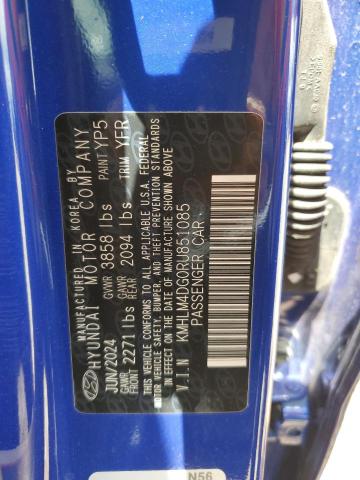 MANUFACTURED IN KOREA
HYUNDAI MOTOR COMPANY
JUN/2024 GVWR 3858 lbs PAINT YP5
GAWR FRONT 2271 lbs GAWR REAR 2094 lbs TRIM YFR
THIS VEHICLE CONFORMS TO ALL APPLICABLE U.S.A. FEDERAL
MOTOR VEHICLE SAFETY, BUMPER, AND THEFT PREVENTION STANDARDS
IN EFFECT ON THE DATE OF MANUFACTURE SHOWN ABOVE.
V.I.N KMHLM4DG0RU851085
PASSENGER CAR
N56